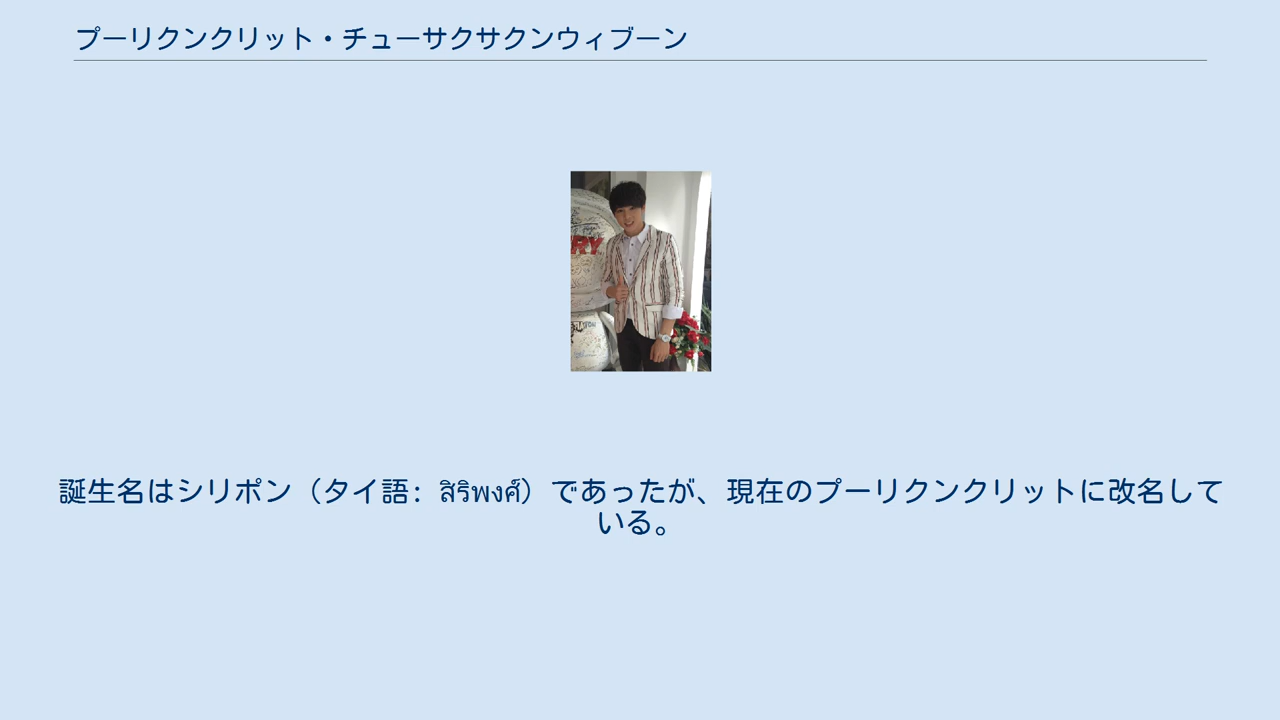 プーリクンクリット・チューサクサクンウィブーン
RY.
誕生名はシリポン（タイ語: สิริพงศ์）であったが、現在のプーリクンクリットに改名して
いる。